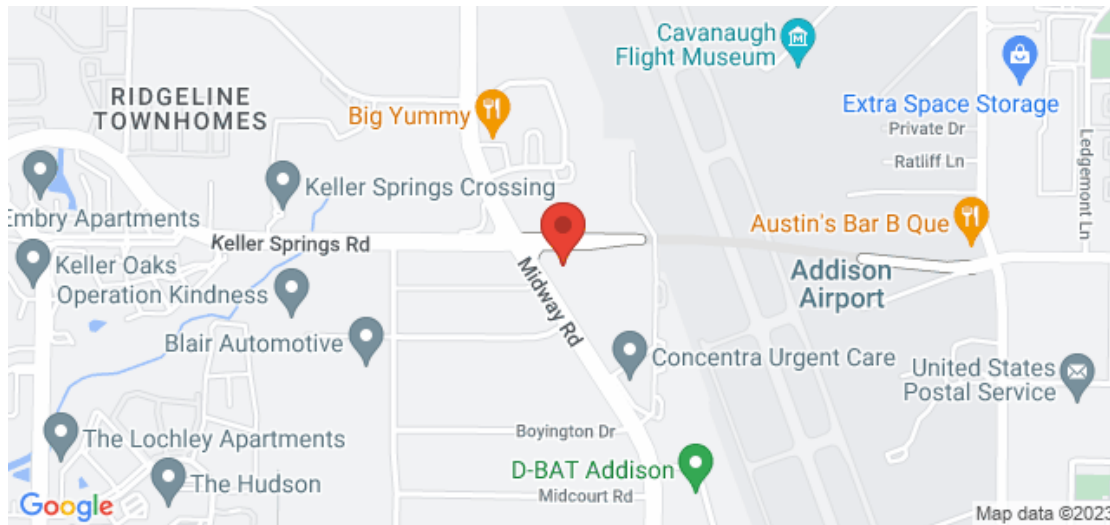 Cavanaugh
Flight Museum
RIDGELINE
TOWNHOMES
Big Yummy
Extra Space Storage
Private Dr
Ratliff Ln
Ledgemont Ln
Keller Springs Crossing
Embry Apartments
Keller Springs Rd
Austin's Bar B Que
Keller Oaks
Operation Kindness
Midway Rd
Addison
Airport
Blair Automotive
Concentra Urgent Care
United States
Postal Service
Boyington Dr
The Lochley Apartments
D-BAT Addison
The Hudson
Midcourt Rd
Google
Map data ©2023